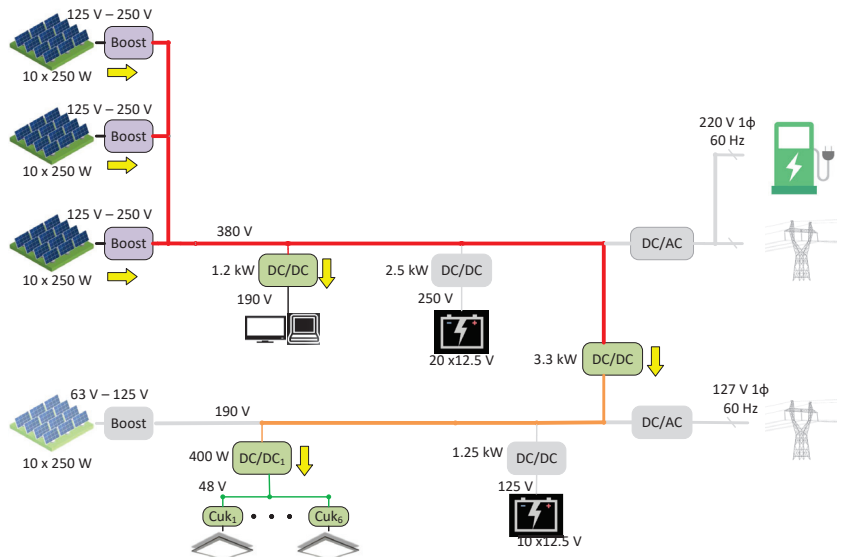 125 V – 250 V
Boost
10 x 250 W
125 V – 250 V
Boost
10 x 250 W
220 V 1ϕ
60 Hz
125 V – 250 V
Boost
10 x 250 W
380 V
DC/AC
1.2 kW
DC/DC
190 V
2.5 kW
DC/DC
250 V
20 x12.5 V
3.3 kW
DC/DC
63 V – 125 V
Boost
10 x 250 W
190 V
DC/AC
127 V 1ϕ
60 Hz
400 W
DC/DC1
48 V
Cuk1
• • •
Cuk6
1.25 kW
DC/DC
125 V
10 x12.5 V